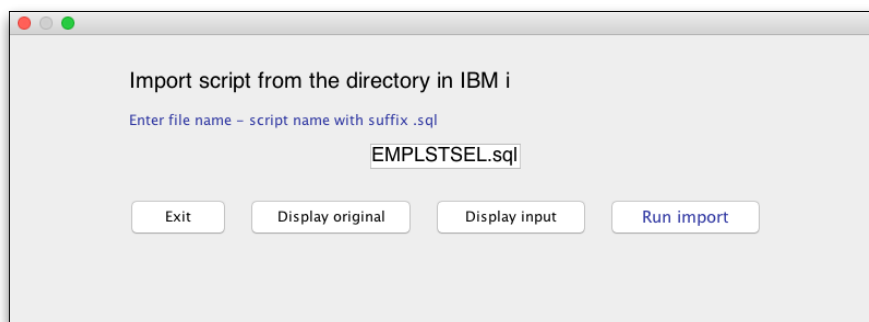 Import script from the directory in IBM i
Enter file name – script name with suffix .sql
EMPLSTSEL.sql
Exit Display original Display input Run import